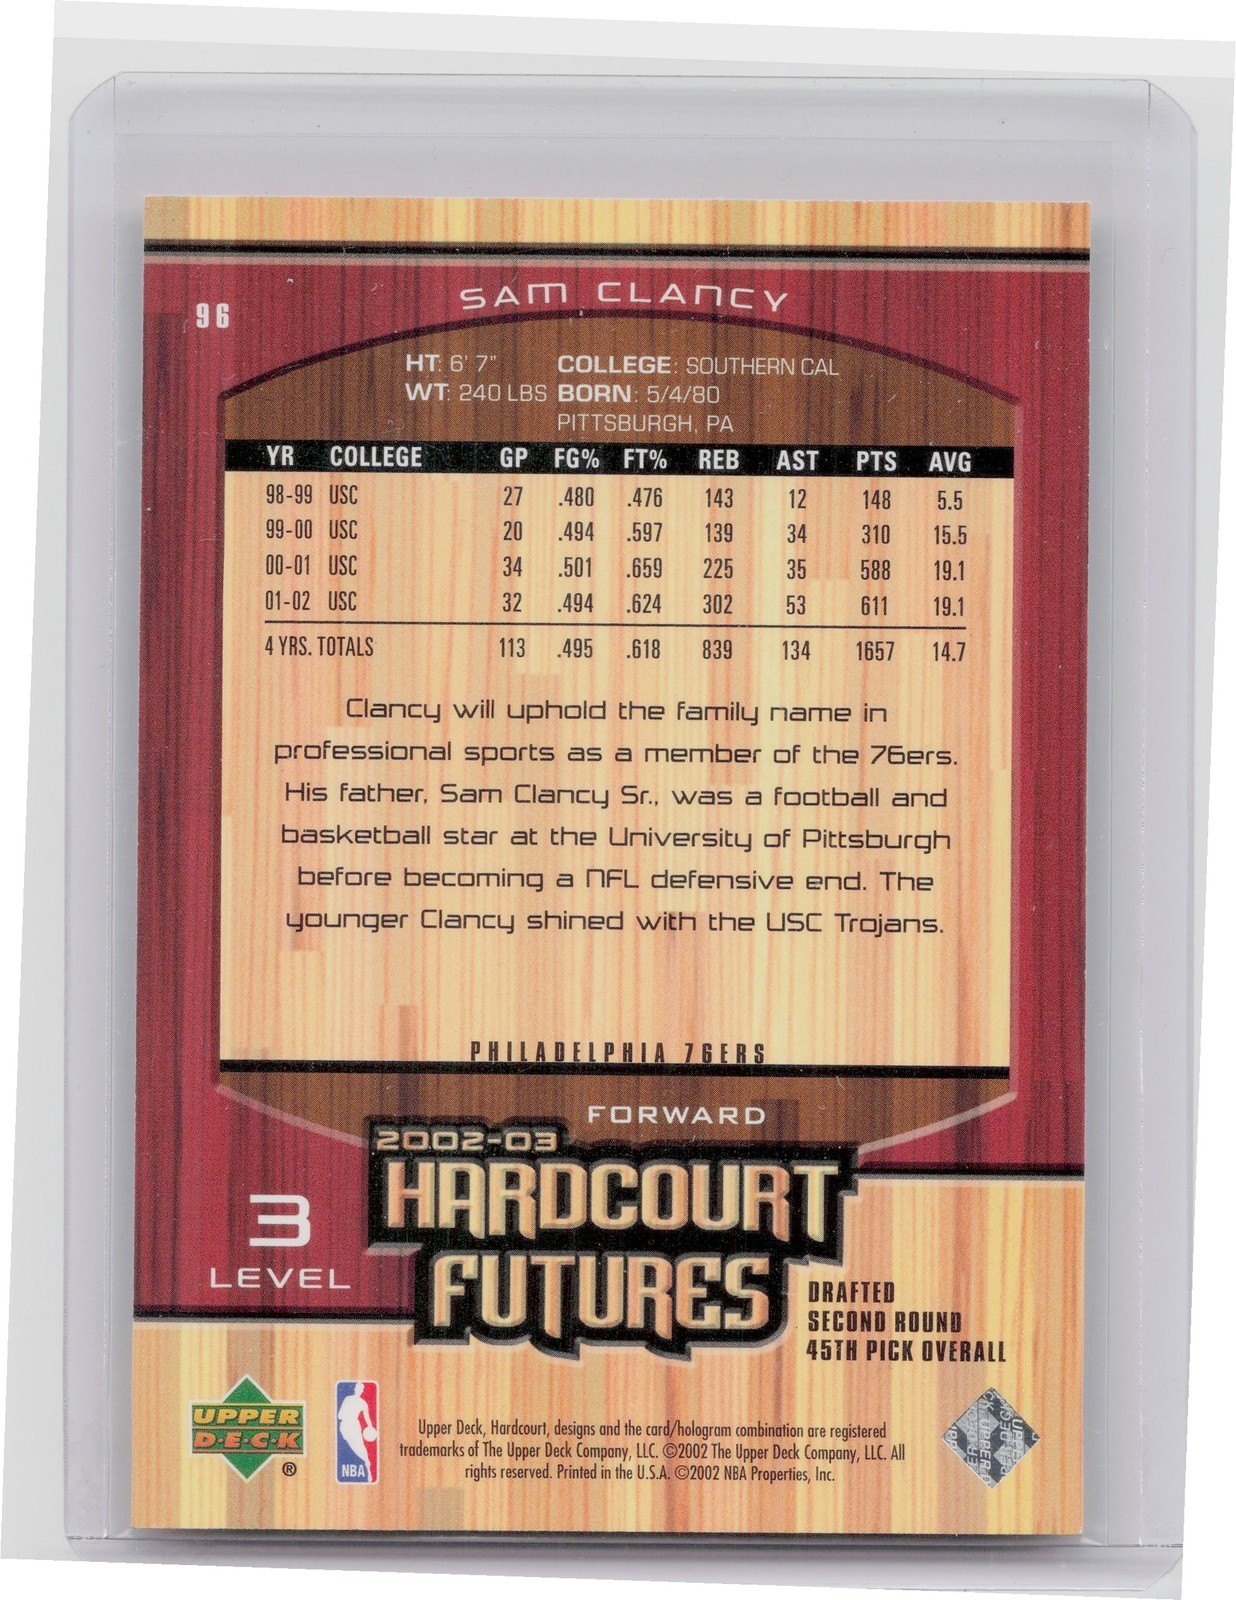 SAM CLANCY
96
HT: 6' 7" COLLEGE: SOUTHERN CAL
WT: 240 LBS BORN: 5/4/80
PITTSBURGH, PA
YR COLLEGE GP FG% FT% REB AST PTS AVG
98-99 USC 27 .480 .476 143 12 148 5.5
99-00 USC 20 .494 .597 139 34 310 15.5
00-01 USC 34 .501 .659 225 35 588 19.1
01-02 USC 32 .494 .624 302 53 611 19.1
4 YRS. TOTALS 113 .495 .618 839 134 1657 14.7
Clancy will uphold the family name in
professional sports as a member of the 76ers.
His father, Sam Clancy Sr., was a football and
basketball star at the University of Pittsburgh
before becoming a NFL defensive end. The
younger Clancy shined with the USC Trojans.
PHILADELPHIA 76ERS
FORWARD
2002-03
HARDCOURT
FUTURES
3
LEVEL
DRAFTED
SECOND ROUND
45TH PICK OVERALL
UPPER
D·E·C·K
®
NBA
Upper Deck, Hardcourt, designs and the card/hologram combination are registered
trademarks of The Upper Deck Company, LLC. ©2002 The Upper Deck Company, LLC. All
rights reserved. Printed in the U.S.A. ©2002 NBA Properties, Inc.